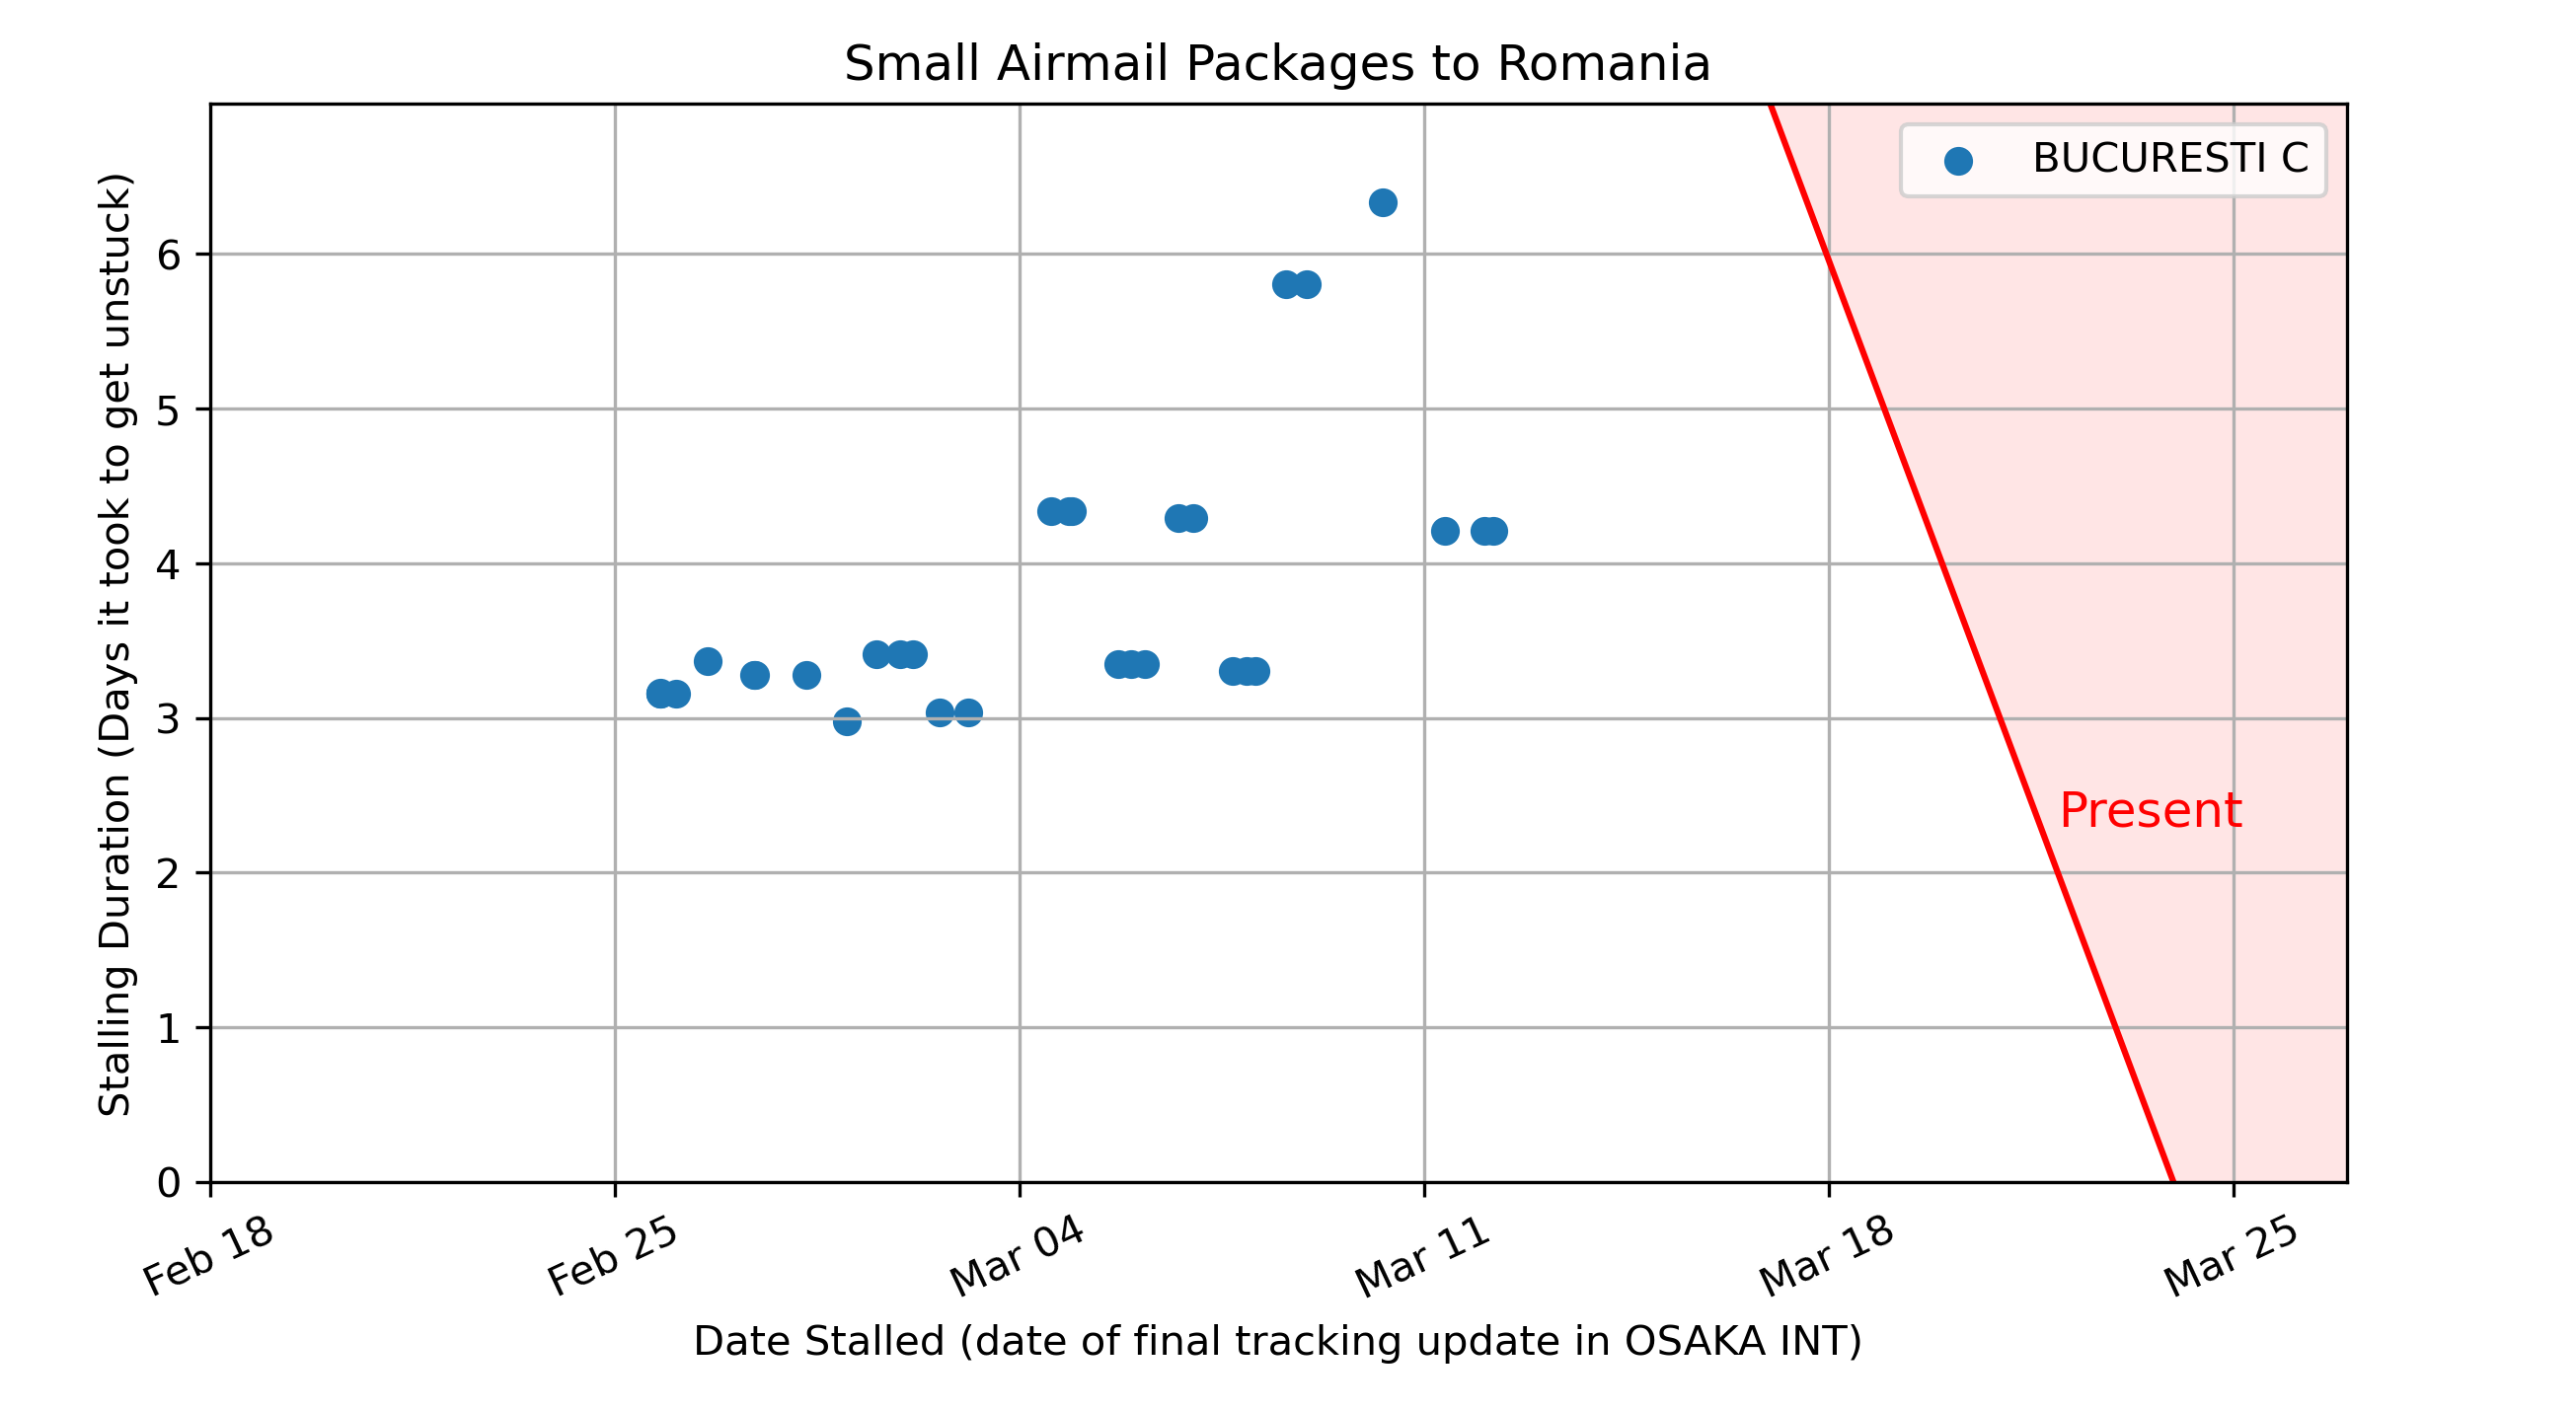 Small Airmail Packages to Romania
BUCURESTI C
Stalling Duration (Days it took to get unstuck)
6
5
4
3
2
1
0
Present
Feb 18
Feb 25
Mar 04
Mar 11
Mar 18
Mar 25
Date Stalled (date of final tracking update in OSAKA INT)